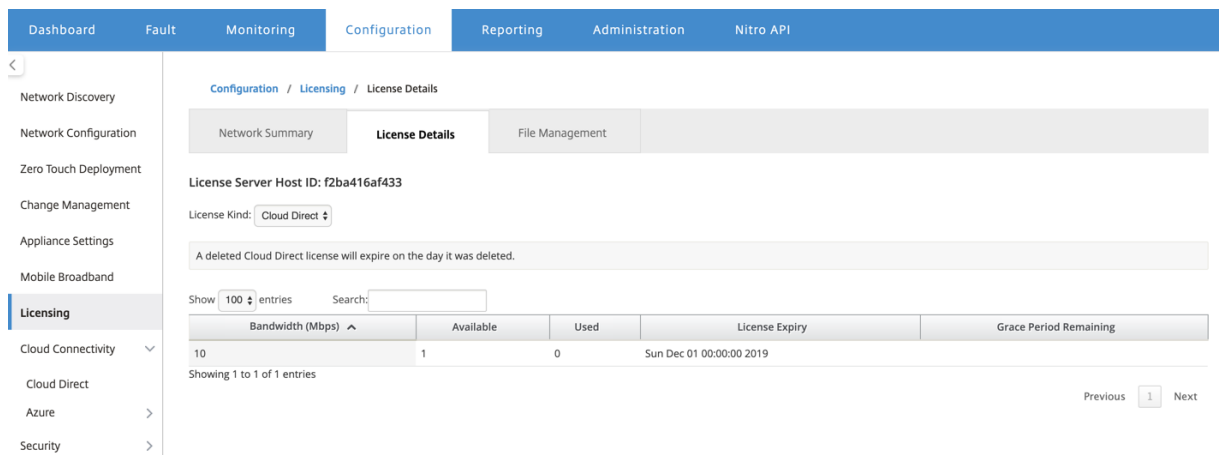 Dashboard Fault Monitoring Configuration Reporting Administration Nitro API
Network Discovery
Network Configuration
Zero Touch Deployment
Change Management
Appliance Settings
Mobile Broadband
Licensing
Cloud Connectivity
Cloud Direct
Azure
Security
Configuration / Licensing / License Details
Network Summary License Details File Management
License Server Host ID: f2ba416af433
License Kind: Cloud Direct
A deleted Cloud Direct license will expire on the day it was deleted.
Show 100 entries Search:
Bandwidth (Mbps) Available Used License Expiry Grace Period Remaining
10 1 0 Sun Dec 01 00:00:00 2019
Showing 1 to 1 of 1 entries
Previous 1 Next